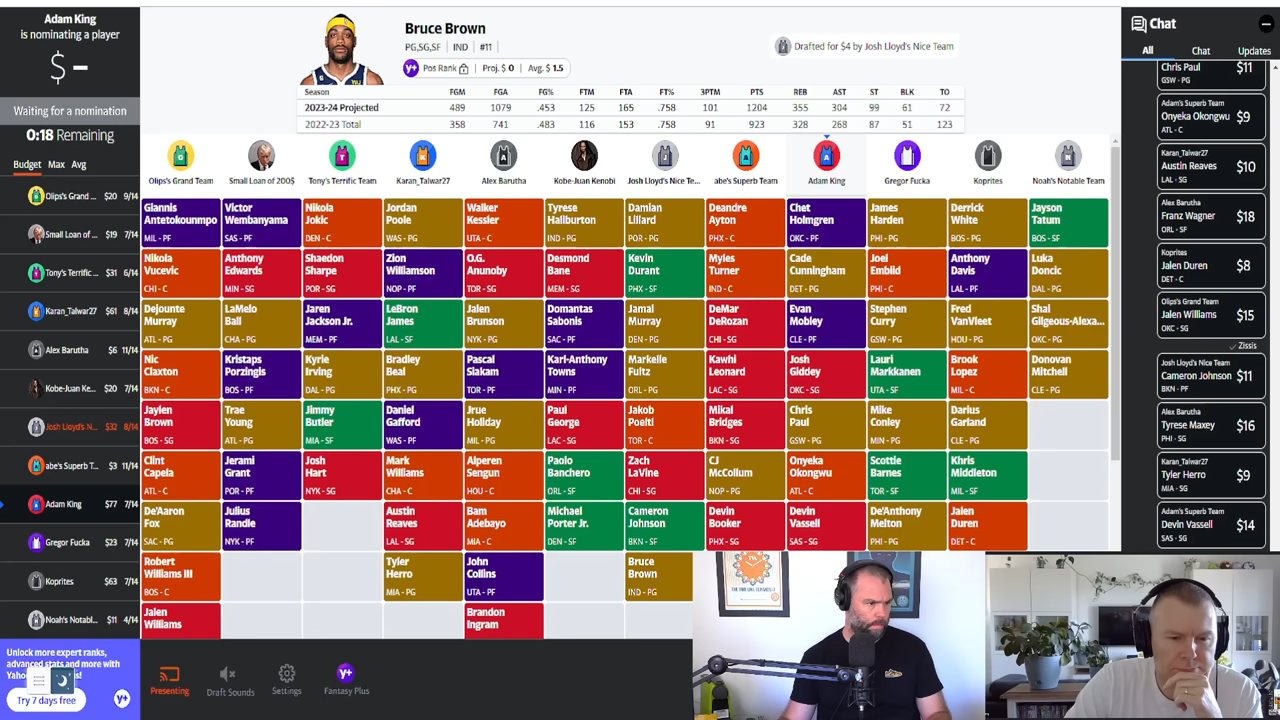 Adam King
is nominating a player
$ –
Waiting for a nomination
0:18 Remaining
Budget Max Avg
Olips's Grand ... $20 9/14
Small Loan of ... $19 7/14
Tony's Terrific ... $31 6/14
Karan_Talwar27 $61 8/14
Alex Barutha $6 11/14
Kobe-Juan Ke... $20 7/14
Josh Lloyd's N... $32 8/14
abe's Superb T... $3 11/14
Adam King $77 7/14
Gregor Fucka $23 7/14
Koprites $63 7/14
Noah's Notabl... $11 4/14
Unlock more expert ranks,
advanced stats and more with
Try 7 days free
y+
Bruce Brown
PG,SG,SF IND #11
y+ Pos Rank Proj. $ 0 Avg. $ 1.5
Drafted for $4 by Josh Lloyd's Nice Team
Season FGM FGA FG% FTM FTA FT% 3PTM PTS REB AST ST BLK TO
2023-24 Projected 489 1079 .453 125 165 .758 101 1204 355 304 99 61 72
2022-23 Total 358 741 .483 116 153 .758 91 923 328 268 87 51 123
Olips's Grand Team Small Loan of 200$ Tony's Terrific Team Karan_Talwar27 Alex Barutha Kobe-Juan Kenobi Josh Lloyd's Nice Te... abe's Superb Team Adam King Gregor Fucka Koprites Noah's Notable Team
Giannis Victor Nikola Jordan Walker Tyrese Damian Deandre Chet James Derrick Jayson
Antetokounmpo Wembanyama Jokic Poole Kessler Haliburton Lillard Ayton Holmgren Harden White Tatum
MIL - PF SAS - PF DEN - C WAS - PG UTA - C IND - PG POR - PG PHX - C OKC - PF PHI - PG BOS - PG BOS - SF
Nikola Anthony Shaedon Zion O.G. Desmond Kevin Myles Cade Joel Anthony Luka
Vucevic Edwards Sharpe Williamson Anunoby Bane Durant Turner Cunningham Embiid Davis Doncic
CHI - C MIN - SG POR - SG NOP - PF TOR - SG MEM - SG PHX - SF IND - C DET - PG PHI - C LAL - PF DAL - PG
Dejounte LaMelo Jaren LeBron Jalen Domantas Jamal DeMar Evan Stephen Fred Shai
Murray Ball Jackson Jr. James Brunson Sabonis Murray DeRozan Mobley Curry VanVleet Gilgeous-Alexa...
ATL - PG CHA - PG MEM - PF LAL - SF NYK - PG SAC - PF DEN - PG CHI - SG CLE - PF GSW - PG HOU - PG OKC - PG
Nic Kristaps Kyrie Bradley Pascal Karl-Anthony Markelle Kawhi Josh Lauri Brook Donovan
Claxton Porzingis Irving Beal Siakam Towns Fultz Leonard Giddey Markkanen Lopez Mitchell
BKN - C BOS - PF DAL - PG PHX - PG TOR - PF MIN - PF ORL - PG LAC - SG OKC - SG UTA - SF MIL - C CLE - PG
Jaylen Trae Jimmy Daniel Jrue Paul Jakob Mikal Chris Mike Darius
Brown Young Butler Gafford Holiday George Poeltl Bridges Paul Conley Garland
BOS - SG ATL - PG MIA - SF WAS - PF MIL - PG LAC - SG TOR - C BKN - SG GSW - PG MIN - PG CLE - PG
Clint Jerami Josh Mark Alperen Paolo Zach CJ Onyeka Scottie Khris
Capela Grant Hart Williams Sengun Banchero LaVine McCollum Okongwu Barnes Middleton
ATL - C POR - PF NYK - SG CHA - C HOU - C ORL - SF CHI - SG NOP - PG ATL - C TOR - SF MIL - SF
De'Aaron Julius Austin Bam Michael Cameron Devin Devin De'Anthony Jalen
Fox Randle Reaves Adebayo Porter Jr. Johnson Booker Vassell Melton Duren
SAC - PG NYK - PF LAL - SG MIA - C DEN - SF BKN - SF PHX - SG SAS - SG PHI - PG DET - C
Robert Tyler John Bruce
Williams III Herro Collins Brown
BOS - C MIA - PG UTA - PF IND - PG
Jalen Brandon
Williams Ingram
Presenting Draft Sounds Settings Fantasy Plus
Chat
All Chat Updates
Chris Paul $11
GSW - PG
Adam's Superb Team
Onyeka Okongwu $9
ATL - C
Karan_Talwar27
Austin Reaves $10
LAL - SG
Alex Barutha
Franz Wagner $18
ORL - SF
Koprites
Jalen Duren $8
DET - C
Olips's Grand Team
Jalen Williams $15
OKC - SG
Zissis
Josh Lloyd's Nice Team
Cameron Johnson $11
BKN - PF
Alex Barutha
Tyrese Maxey $16
PHI - SG
Karan_Talwar27
Tyler Herro $9
MIA - SG
Adam's Superb Team
Devin Vassell $14
SAS - SG